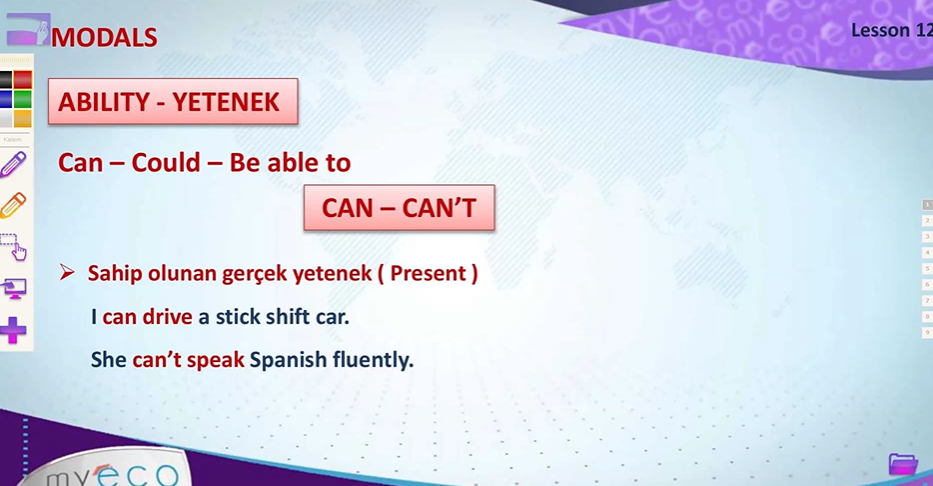 MODALS
Lesson 12
ABILITY - YETENEK
Can – Could – Be able to
CAN – CAN'T
➤ Sahip olunan gerçek yetenek ( Present )
I can drive a stick shift car.
She can't speak Spanish fluently.
myeco